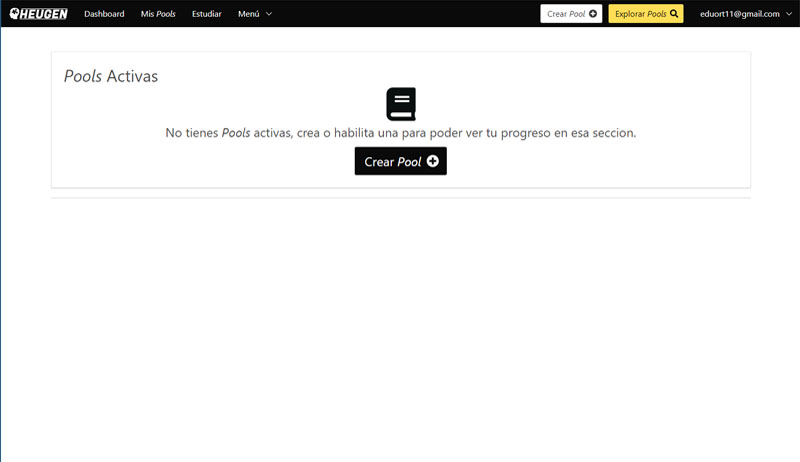 HEUGEN Dashboard Mis Pools Estudiar Menú Crear Pool Explorar Pools eduort11@gmail.com
Pools Activas
No tienes Pools activas, crea o habilita una para poder ver tu progreso en esa seccion.
Crear Pool